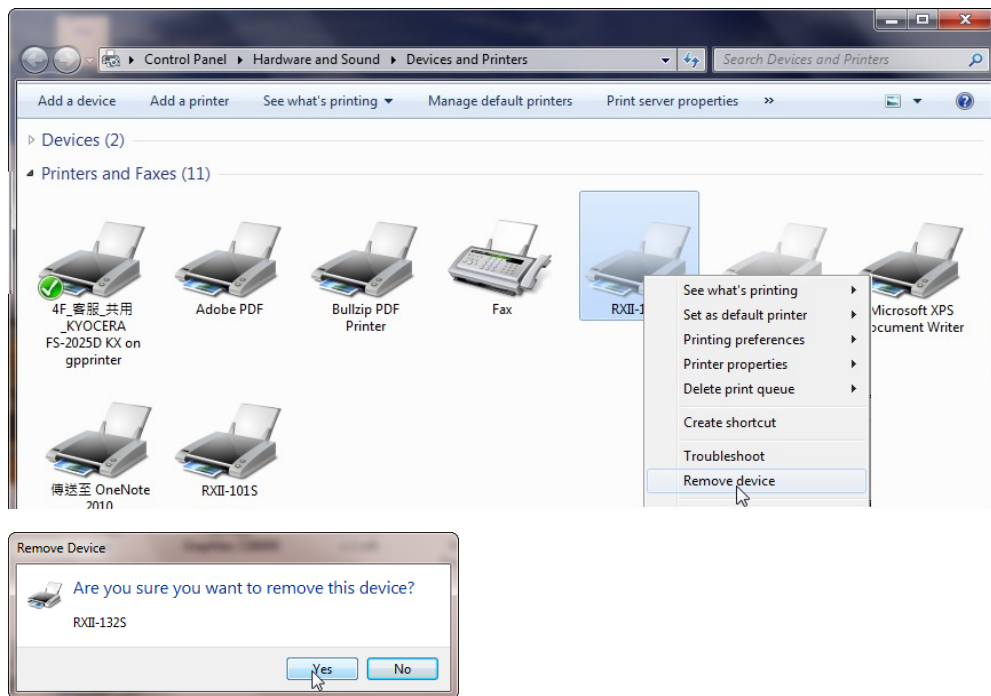 Control Panel Hardware and Sound Devices and Printers
Search Devices and Printers
Add a device Add a printer See what's printing Manage default printers Print server properties »
Devices (2)
Printers and Faxes (11)
4F_客服_共用
_KYOCERA
FS-2025D KX on
gpprinter
Adobe PDF
Bullzip PDF
Printer
Fax
RXII-1
Microsoft XPS
ocument Writer
See what's printing
Set as default printer
Printing preferences
Printer properties
Delete print queue
Create shortcut
Troubleshoot
Remove device
傳送至 OneNote
2010
RXII-101S
Remove Device
Are you sure you want to remove this device?
RXII-132S
Yes No